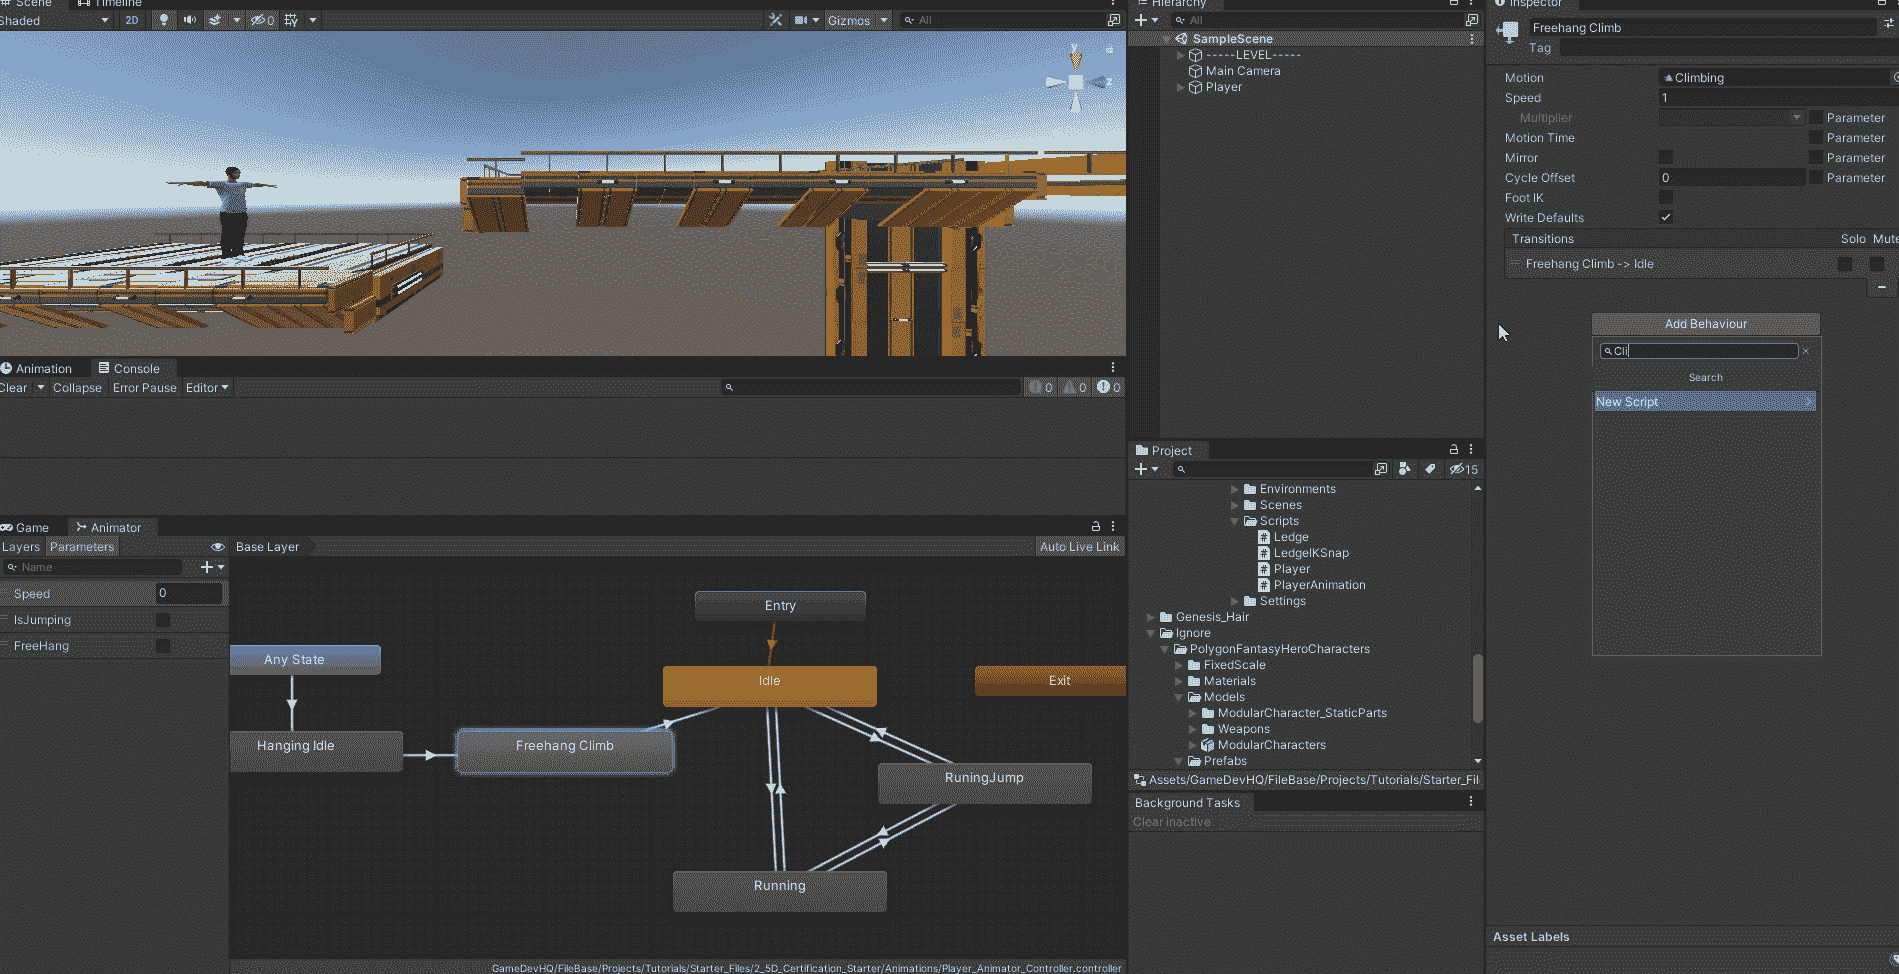 Scene
Timeline
Shaded
2D
0
Gizmos
All
y
z
Animation
Console
Clear
Collapse
Error Pause
Editor
0
0
0
Game
Animator
Layers
Parameters
Base Layer
Auto Live Link
Name
Speed
0
IsJumping
FreeHang
Entry
Any State
Idle
Exit
Hanging Idle
Freehang Climb
RuningJump
Running
GameDevHQ/FileBase/Projects/Tutorials/Starter_Files/2_5D_Certification_Starter/Animations/Player_Animator_Controller.controller
Hierarchy
All
SampleScene
-----LEVEL-----
Main Camera
Player
Project
15
Environments
Scenes
Scripts
Ledge
LedgeIKSnap
Player
PlayerAnimation
Settings
Genesis_Hair
Ignore
PolygonFantasyHeroCharacters
FixedScale
Materials
Models
ModularCharacter_StaticParts
Weapons
ModularCharacters
Prefabs
Assets/GameDevHQ/FileBase/Projects/Tutorials/Starter_Fil
Background Tasks
Clear inactive
Inspector
Freehang Climb
Tag
Motion
Climbing
Speed
1
Multiplier
Parameter
Motion Time
Parameter
Mirror
Parameter
Cycle Offset
0
Parameter
Foot IK
Write Defaults
Transitions
Solo
Mute
Freehang Climb -> Idle
Add Behaviour
Cli
Search
New Script
Asset Labels